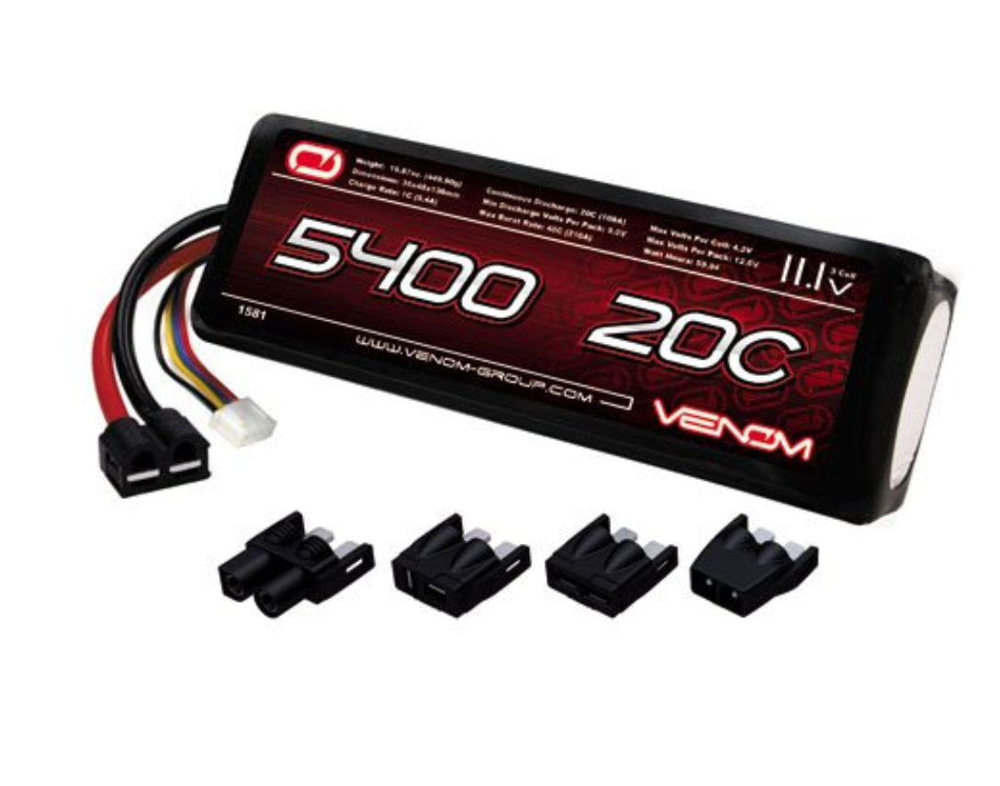 Weight: 15.87oz. (449.90g)
Charge Rate: 1C (5.4A)
Continuous Discharge: 20C (108A)
Min Discharge Volts Per Pack: 9.0V
Max Burst Rate: 40C (216A)
Max Volts Per Cell: 4.2V
Max Volts Per Pack: 12.6V
Watt Hours: 59.94
11.1V
3 Cell
5400
20C
1581
WWW.VENOM-GROUP.COM
VENOM